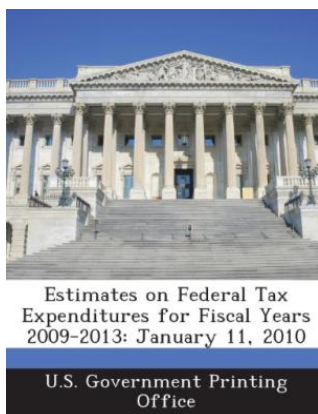 Estimates on Federal Tax
Expenditures for Fiscal Years
2009-2013: January 11, 2010
U.S. Government Printing
Office